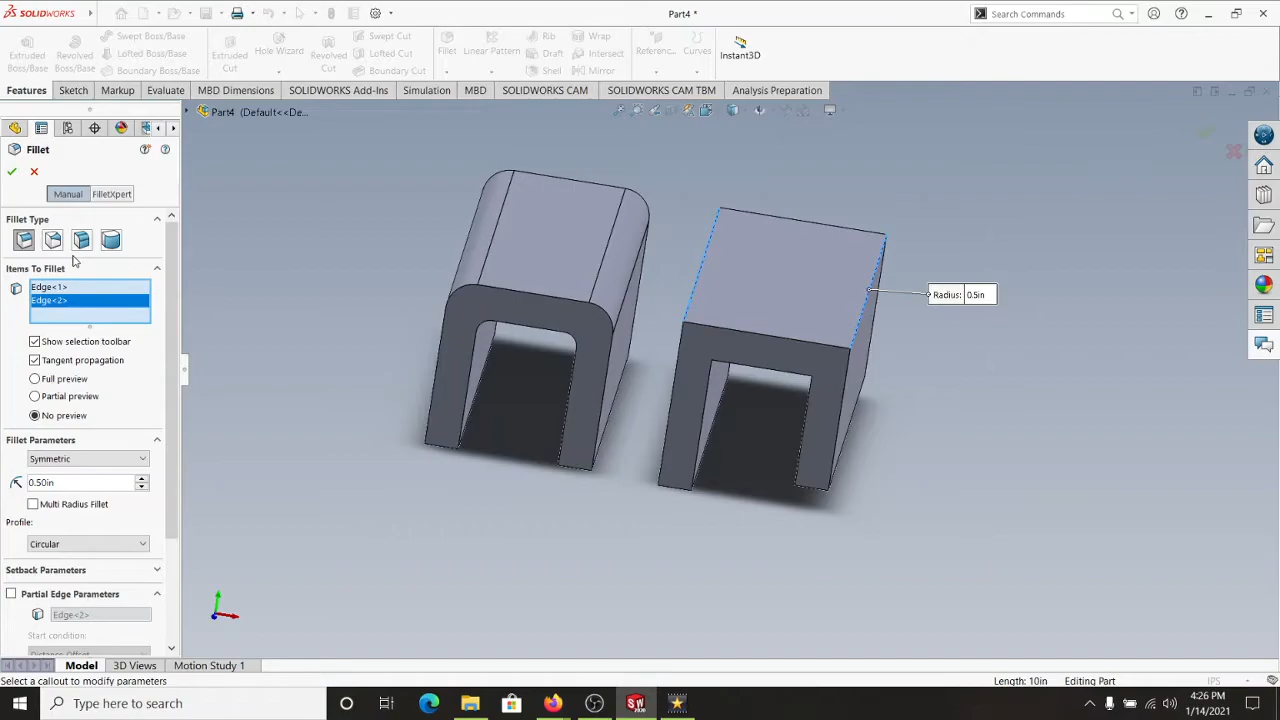 SOLIDWORKS
Part4 *
Search Commands
Extruded Boss/Base
Revolved Boss/Base
Swept Boss/Base
Lofted Boss/Base
Boundary Boss/Base
Extruded Cut
Hole Wizard
Revolved Cut
Swept Cut
Lofted Cut
Boundary Cut
Fillet
Linear Pattern
Rib
Draft
Shell
Wrap
Intersect
Mirror
Referenc...
Curves
Instant3D
Features
Sketch
Markup
Evaluate
MBD Dimensions
SOLIDWORKS Add-Ins
Simulation
MBD
SOLIDWORKS CAM
SOLIDWORKS CAM TBM
Analysis Preparation
Part4 (Default<<De...
Fillet
Manual
FilletXpert
Fillet Type
Items To Fillet
Edge<1>
Edge<2>
Show selection toolbar
Tangent propagation
Full preview
Partial preview
No preview
Fillet Parameters
Symmetric
0.50in
Multi Radius Fillet
Profile:
Circular
Setback Parameters
Partial Edge Parameters
Edge<2>
Start condition:
Distance Offset
Radius: 0.5in
Model
3D Views
Motion Study 1
Select a callout to modify parameters
Length: 10in
Editing Part
IPS
Type here to search
SW
2020
4:26 PM
1/14/2021